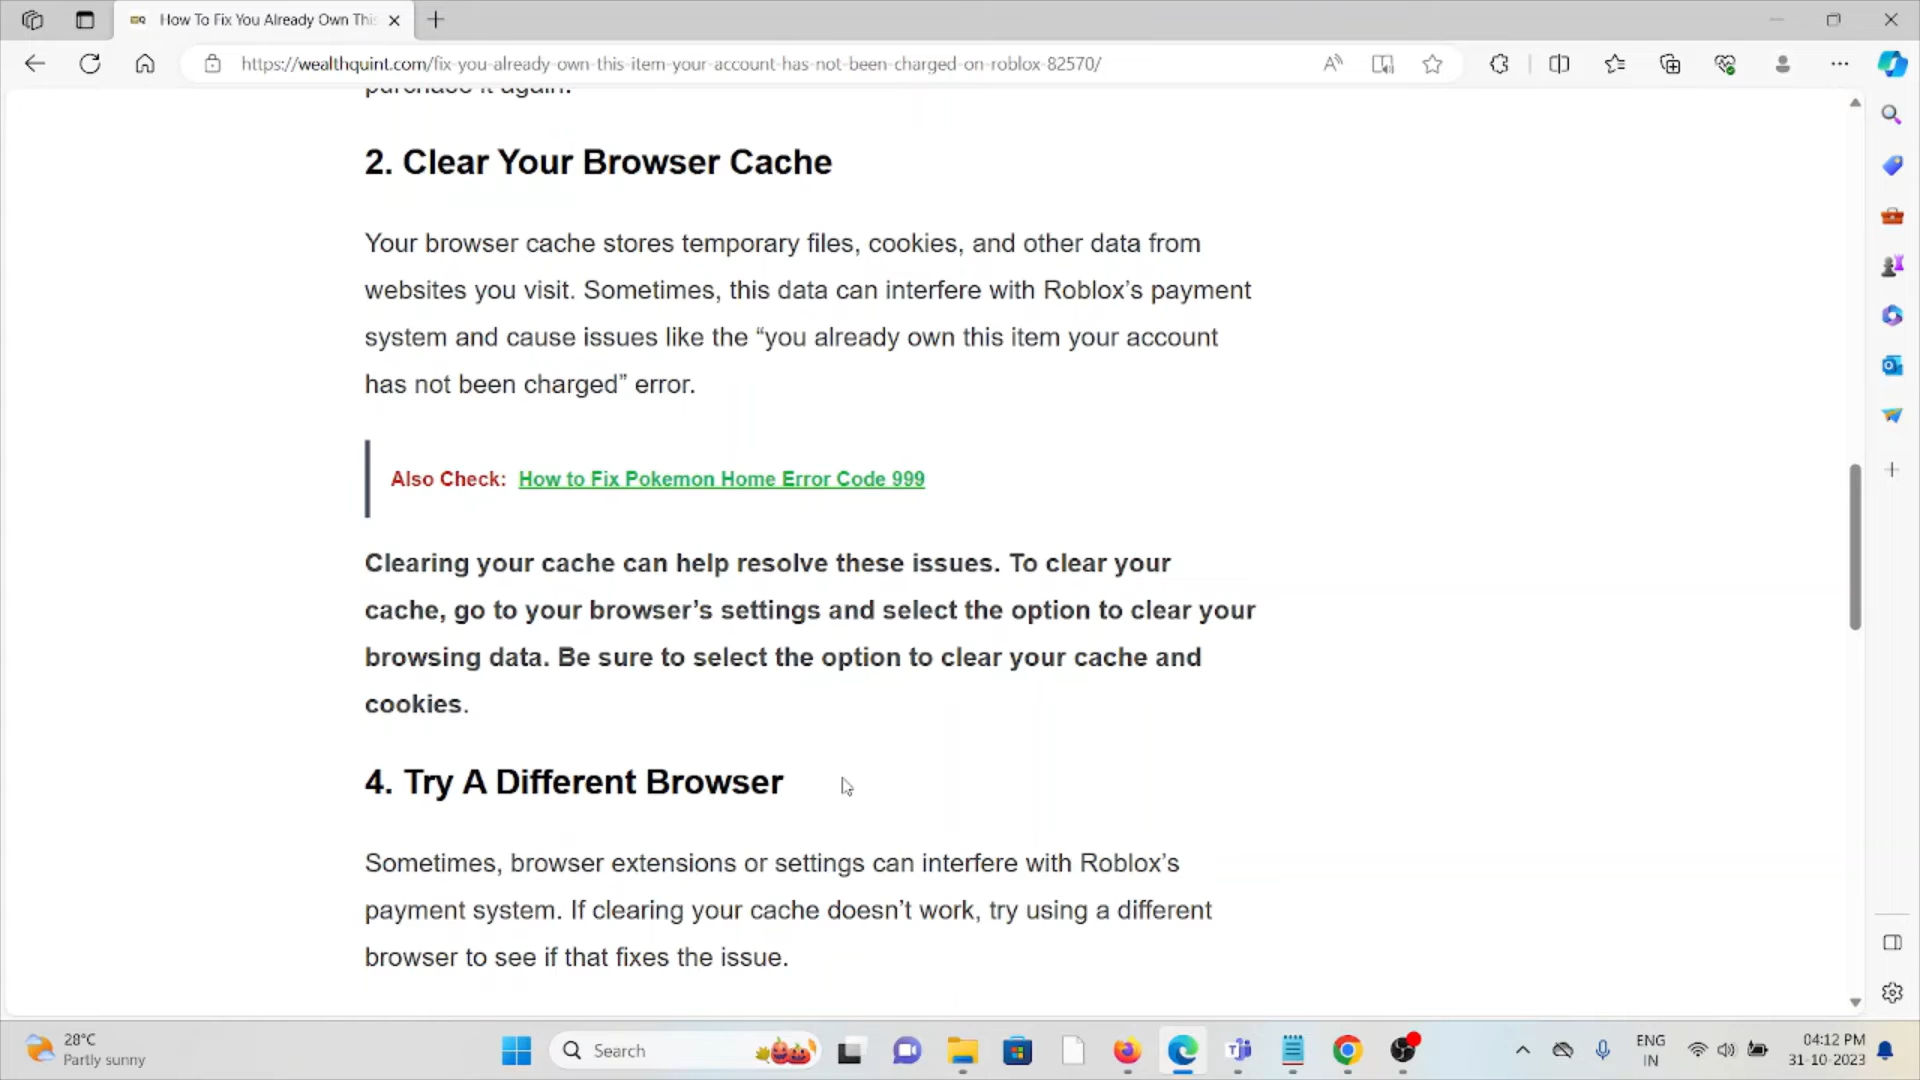 How To Fix You Already Own This
https://wealthquint.com/fix-you-already-own-this-item-your-account-has-not-been-charged-on-roblox-82570/
purchase it again.
2. Clear Your Browser Cache
Your browser cache stores temporary files, cookies, and other data from
websites you visit. Sometimes, this data can interfere with Roblox’s payment
system and cause issues like the “you already own this item your account
has not been charged” error.
Also Check: How to Fix Pokemon Home Error Code 999
Clearing your cache can help resolve these issues. To clear your
cache, go to your browser’s settings and select the option to clear your
browsing data. Be sure to select the option to clear your cache and
cookies.
4. Try A Different Browser
Sometimes, browser extensions or settings can interfere with Roblox’s
payment system. If clearing your cache doesn’t work, try using a different
browser to see if that fixes the issue.
28°C
Partly sunny
Search
ENG
IN
04:12 PM
31-10-2023